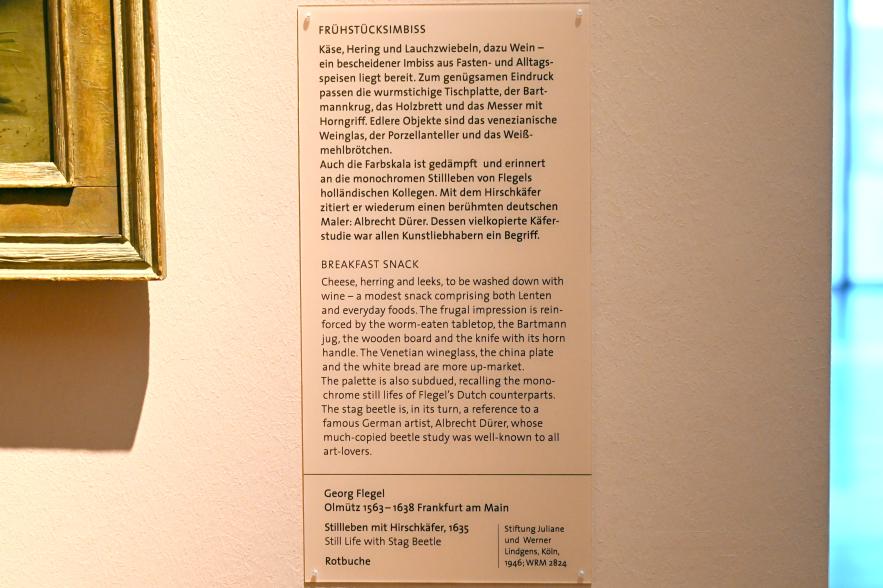 FRÜHSTÜCKSIMBISS
Käse, Hering und Lauchzwiebeln, dazu Wein –
ein bescheidener Imbiss aus Fasten- und Alltags-
speisen liegt bereit. Zum genügsamen Eindruck
passen die wurmstichige Tischplatte, der Bart-
mannkrug, das Holzbrett und das Messer mit
Horngriff. Edlere Objekte sind das venezianische
Weinglas, der Porzellanteller und das Weiß-
mehlbrötchen.
Auch die Farbskala ist gedämpft und erinnert
an die monochromen Stillleben von Flegels
holländischen Kollegen. Mit dem Hirschkäfer
zitiert er wiederum einen berühmten deutschen
Maler: Albrecht Dürer. Dessen vielkopierte Käfer-
studie war allen Kunstliebhabern ein Begriff.
BREAKFAST SNACK
Cheese, herring and leeks, to be washed down with
wine – a modest snack comprising both Lenten
and everyday foods. The frugal impression is rein-
forced by the worm-eaten tabletop, the Bartmann
jug, the wooden board and the knife with its horn
handle. The Venetian wineglass, the china plate
and the white bread are more up-market.
The palette is also subdued, recalling the mono-
chrome still lifes of Flegel's Dutch counterparts.
The stag beetle is, in its turn, a reference to a
famous German artist, Albrecht Dürer, whose
much-copied beetle study was well-known to all
art-lovers.
Georg Flegel
Olmütz 1563 – 1638 Frankfurt am Main
Stillleben mit Hirschkäfer, 1635
Still Life with Stag Beetle
Rotbuche
Stiftung Juliane
und Werner
Lindgens, Köln,
1946; WRM 2824